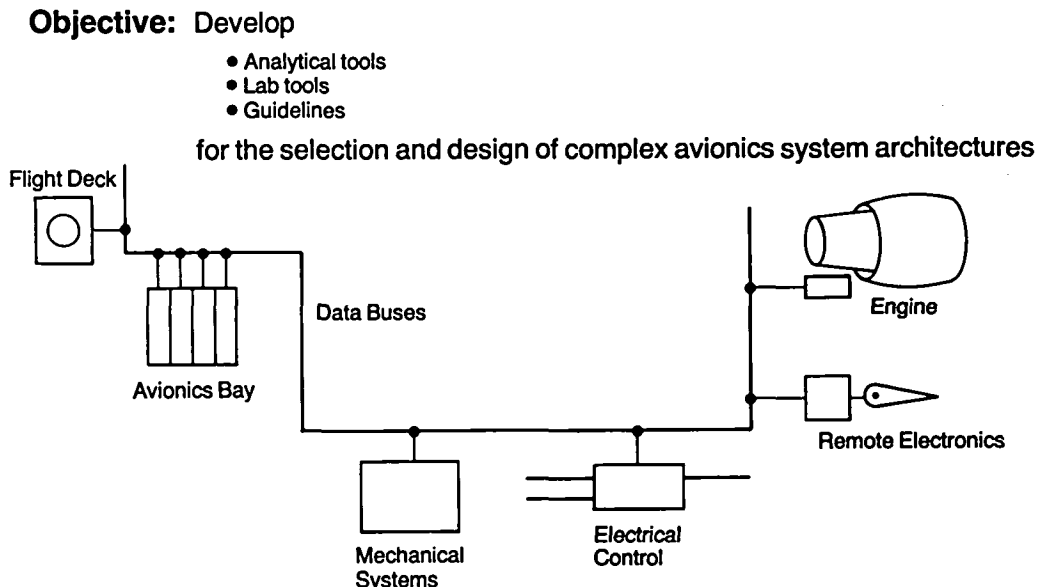 Objective: Develop
● Analytical tools
● Lab tools
● Guidelines
for the selection and design of complex avionics system architectures
Flight Deck
Data Buses
Engine
Avionics Bay
Remote Electronics
Mechanical
Systems
Electrical
Control